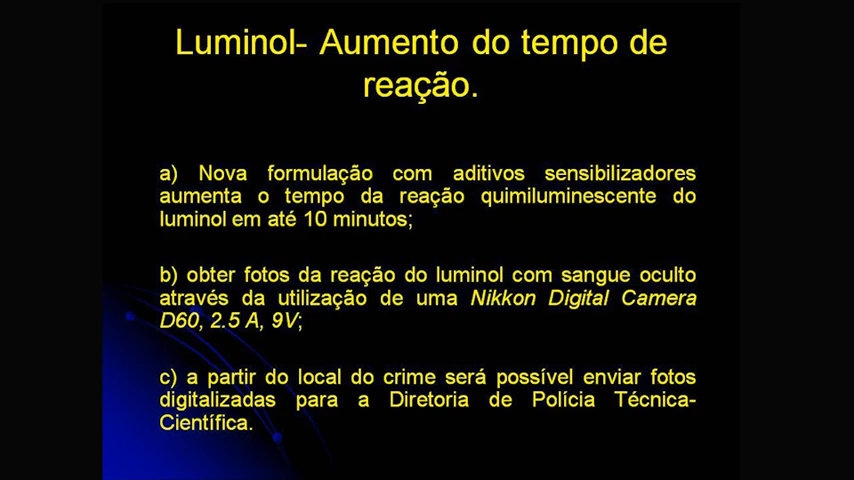 Luminol- Aumento do tempo de
reação.
a) Nova formulação com aditivos sensibilizadores
aumenta o tempo da reação quimiluminescente do
luminol em até 10 minutos;
b) obter fotos da reação do luminol com sangue oculto
através da utilização de uma Nikkon Digital Camera
D60, 2.5 A, 9V;
c) a partir do local do crime será possível enviar fotos
digitalizadas para a Diretoria de Polícia Técnica-
Científica.